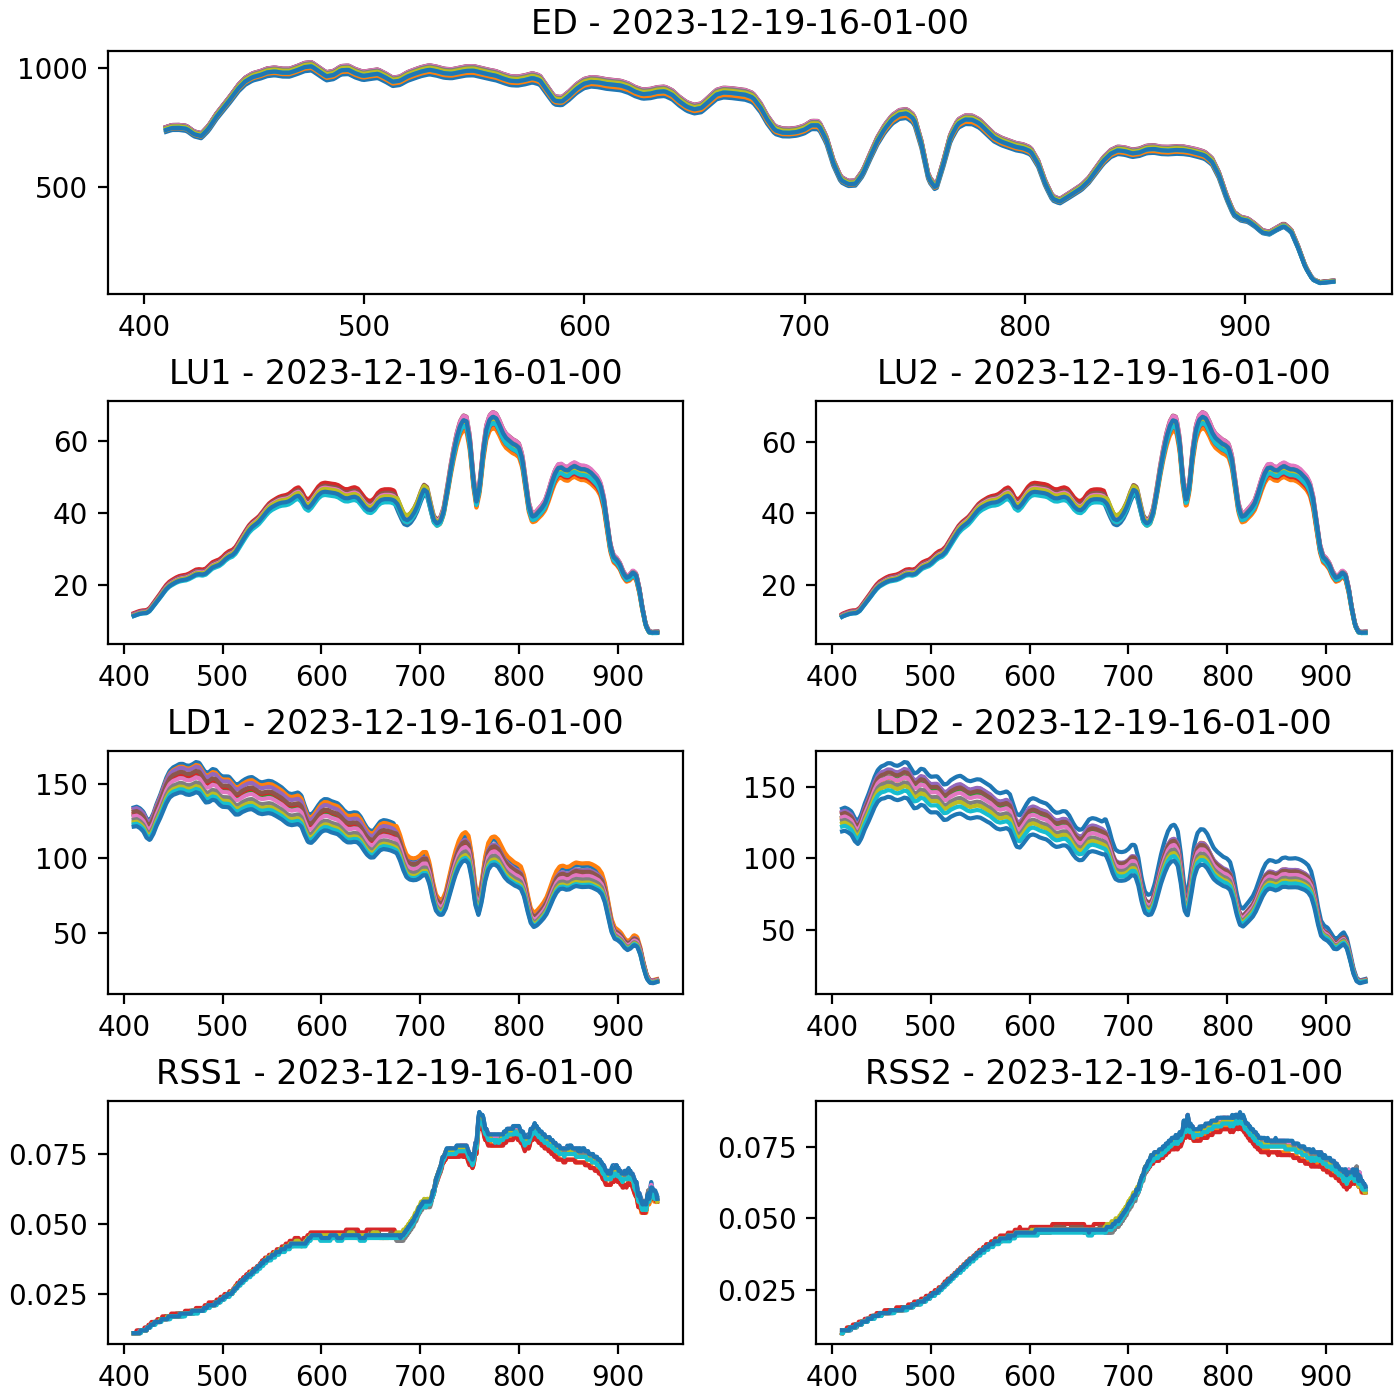 ED - 2023-12-19-16-01-00
1000
500
400 500 600 700 800 900
LU1 - 2023-12-19-16-01-00
60
40
20
400 500 600 700 800 900
LU2 - 2023-12-19-16-01-00
60
40
20
400 500 600 700 800 900
LD1 - 2023-12-19-16-01-00
150
100
50
400 500 600 700 800 900
LD2 - 2023-12-19-16-01-00
150
100
50
400 500 600 700 800 900
RSS1 - 2023-12-19-16-01-00
0.075
0.050
0.025
400 500 600 700 800 900
RSS2 - 2023-12-19-16-01-00
0.075
0.050
0.025
400 500 600 700 800 900